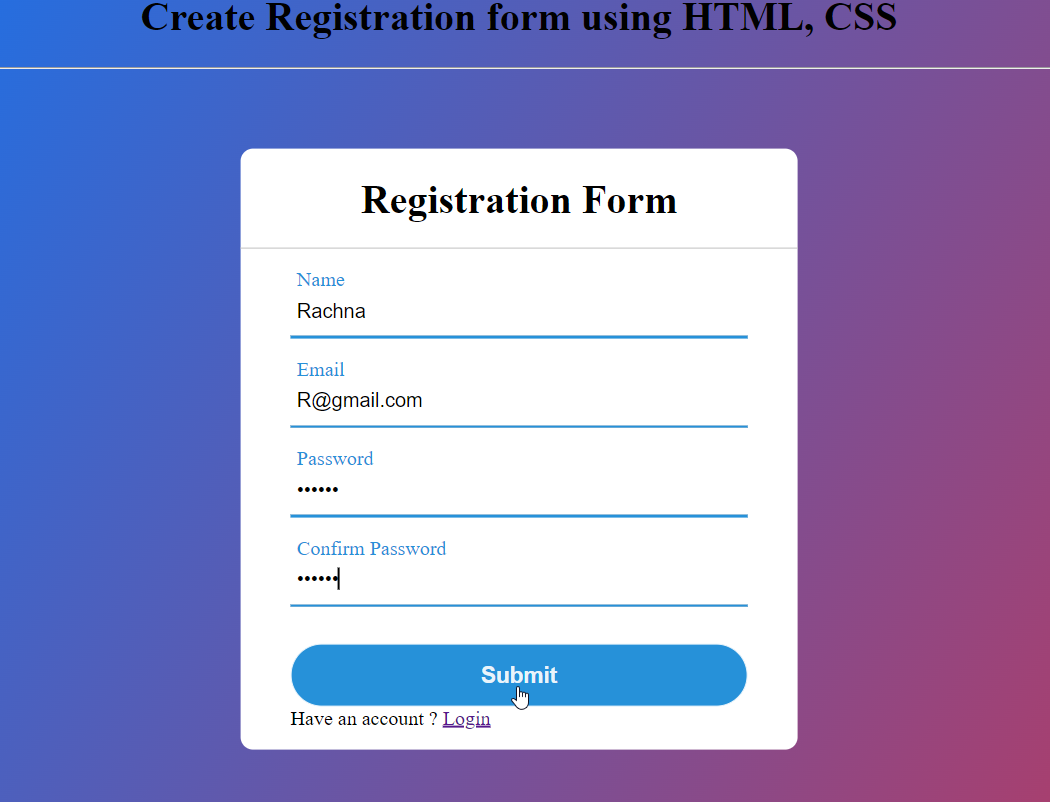 Create Registration form using HTML, CSS
Registration Form
Name
Rachna
Email
R@gmail.com
Password
••••••
Confirm Password
••••••
Submit
Have an account ? Login